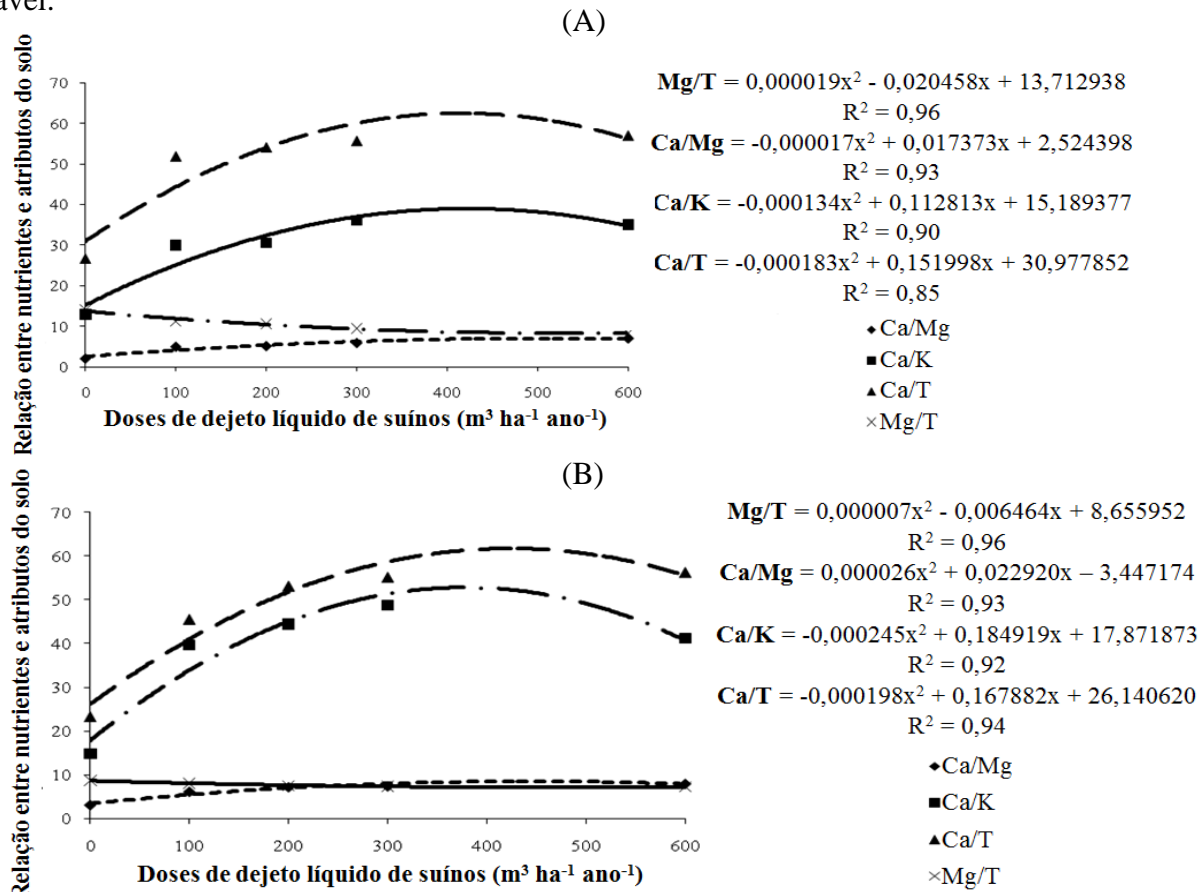 ável.
(A)
Relação entre nutrientes e atributos do solo
70
60
50
40
30
20
10
0
0 100 200 300 400 500 600
Doses de dejeto líquido de suínos (m³ ha⁻¹ ano⁻¹)
Mg/T = 0,000019x² - 0,020458x + 13,712938
R² = 0,96
Ca/Mg = -0,000017x² + 0,017373x + 2,524398
R² = 0,93
Ca/K = -0,000134x² + 0,112813x + 15,189377
R² = 0,90
Ca/T = -0,000183x² + 0,151998x + 30,977852
R² = 0,85
Ca/Mg
Ca/K
Ca/T
Mg/T
(B)
Relação entre nutrientes e atributos do solo
70
60
50
40
30
20
10
0
0 100 200 300 400 500 600
Doses de dejeto líquido de suínos (m³ ha⁻¹ ano⁻¹)
Mg/T = 0,000007x² - 0,006464x + 8,655952
R² = 0,96
Ca/Mg = 0,000026x² + 0,022920x – 3,447174
R² = 0,93
Ca/K = -0,000245x² + 0,184919x + 17,871873
R² = 0,92
Ca/T = -0,000198x² + 0,167882x + 26,140620
R² = 0,94
Ca/Mg
Ca/K
Ca/T
Mg/T